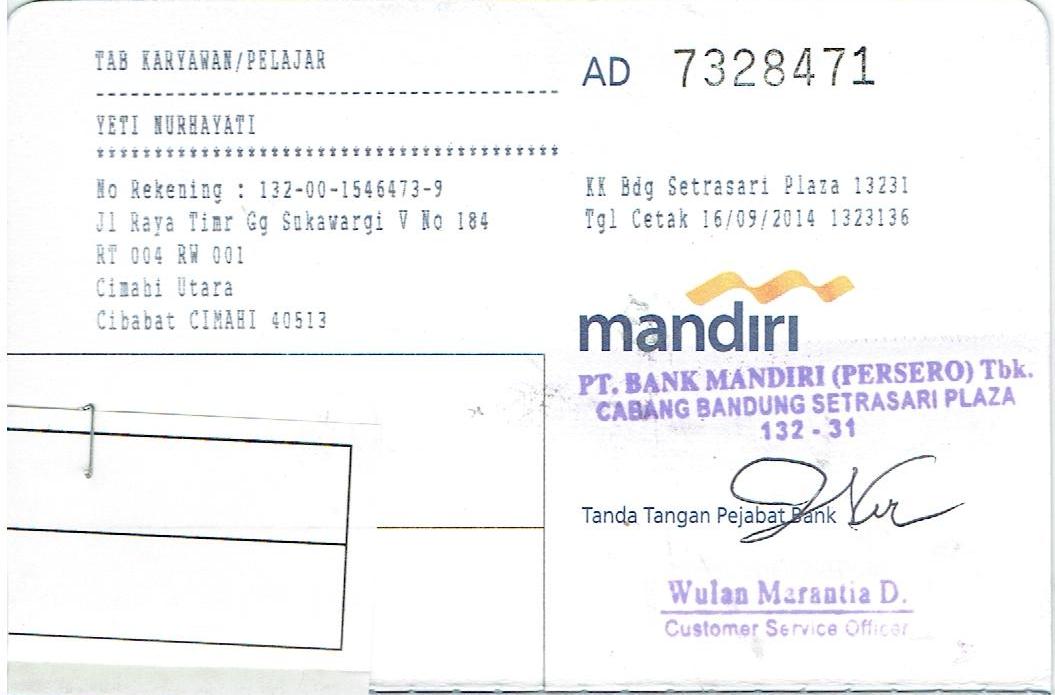 TAB KARYAWAN/PELAJAR
AD 7328471
YETI NURHAYATI
No Rekening : 132-00-1546473-9
Jl Raya Timr Gg Sukawargi V No 184
RT 004 RW 001
Cimahi Utara
Cibabat CIMAHI 40513
KK Bdg Setrasari Plaza 13231
Tgl Cetak 16/09/2014 1323136
mandırı
PT. BANK MANDIRI (PERSERO) Tbk.
CABANG BANDUNG SETRASARI PLAZA
132 - 31
Tanda Tangan Pejabat Bank
Wulan Marantia D.
Customer Service Officer